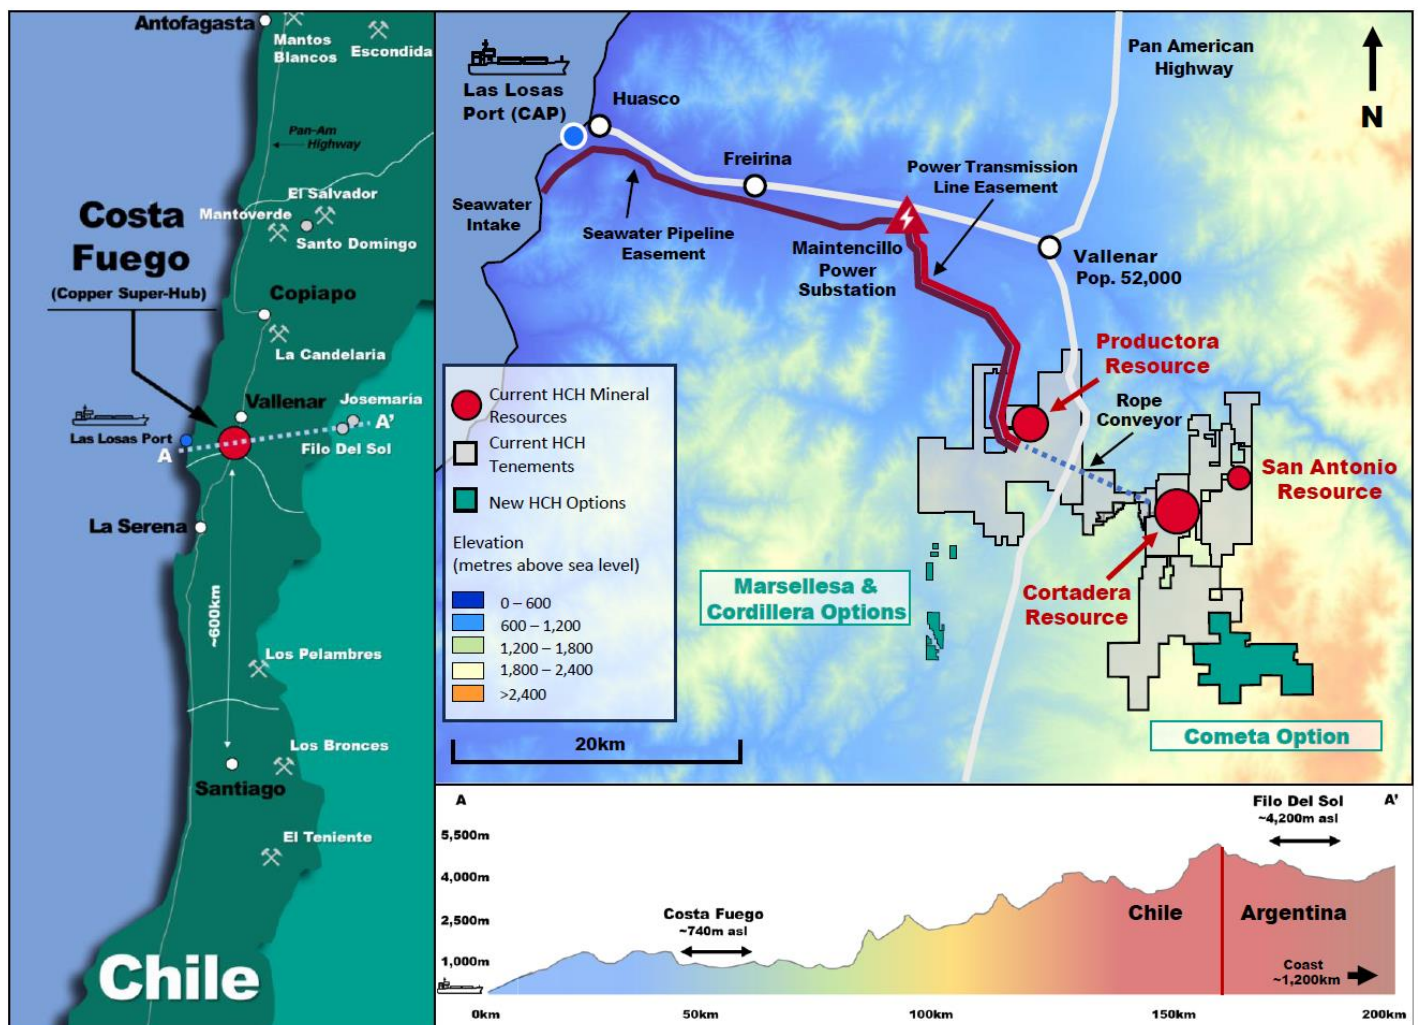 Antofagasta
Mantos
Blancos
Escondida
Pan-Am
Highway
El Salvador
Mantoverde
Santo Domingo
Costa
Fuego
(Copper Super-Hub)
Copiapo
La Candelaria
Vallenar
Josemaria
A'
Las Losas Port
A
Filo Del Sol
La Serena
~600km
Los Pelambres
Los Bronces
Santiago
El Teniente
Chile
Las Losas
Port (CAP)
Huasco
Freirina
Pan American
Highway
N
Power Transmission
Line Easement
Seawater
Intake
Seawater Pipeline
Easement
Maintencillo
Power
Substation
Vallenar
Pop. 52,000
Productora
Resource
Rope
Conveyor
San Antonio
Resource
Cortadera
Resource
Marsellesa &
Cordillera Options
Cometa Option
Current HCH Mineral
Resources
Current HCH
Tenements
New HCH Options
Elevation
(metres above sea level)
0 – 600
600 – 1,200
1,200 – 1,800
1,800 – 2,400
>2,400
20km
A
A'
Filo Del Sol
~4,200m asl
5,500m
4,000m
2,500m
1,000m
Costa Fuego
~740m asl
Chile
Argentina
Coast
~1,200km
0km
50km
100km
150km
200km